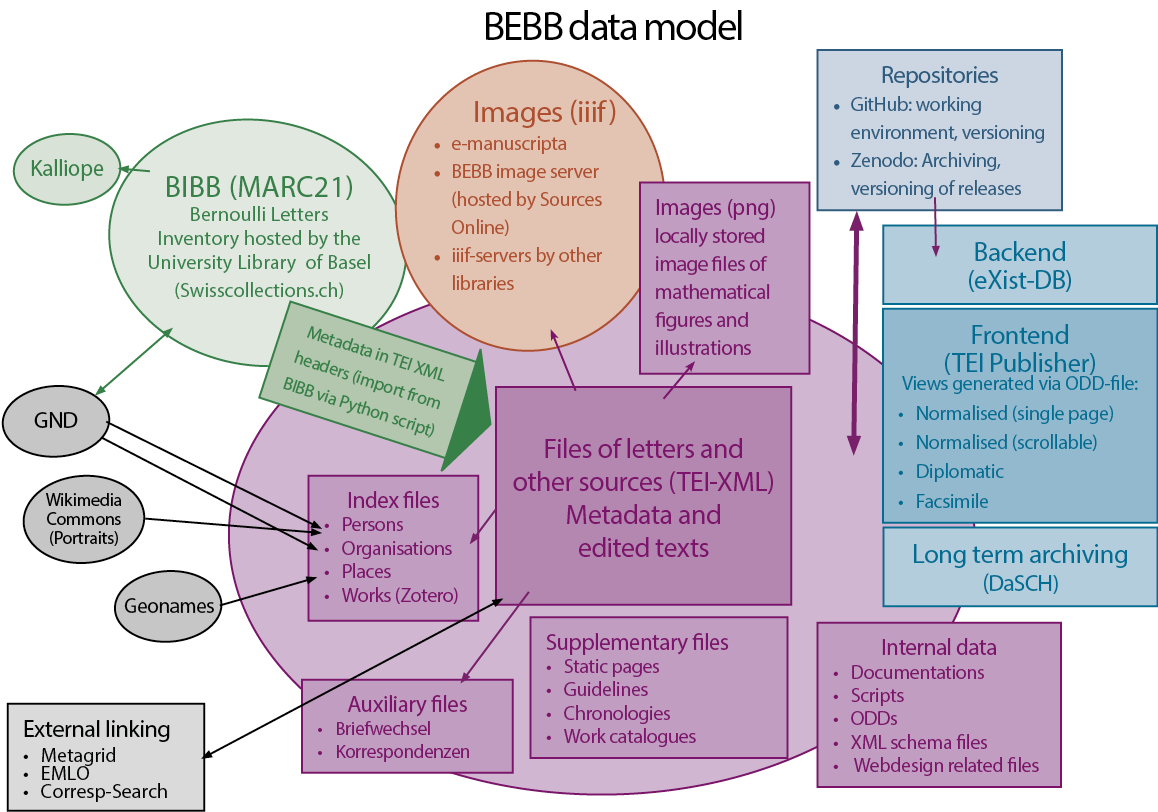 BEBB data model
Kalliope
BIBB (MARC21)
Bernoulli Letters
Inventory hosted by the
University Library of Basel
(Swisscollections.ch)
Images (iiif)
• e-manuscripta
• BEBB image server
(hosted by Sources
Online)
• iiif-servers by other
libraries
Images (png)
locally stored
image files of
mathematical
figures and
illustrations
Repositories
• GitHub: working
environment, versioning
• Zenodo: Archiving,
versioning of releases
Backend
(eXist-DB)
Frontend
(TEI Publisher)
Views generated via ODD-file:
• Normalised (single page)
• Normalised (scrollable)
• Diplomatic
• Facsimile
Long term archiving
(DaSCH)
Metadata in TEI XML
headers (import from
BIBB via Python script)
GND
Wikimedia
Commons
(Portraits)
Geonames
Index files
• Persons
• Organisations
• Places
• Works (Zotero)
Files of letters and
other sources (TEI-XML)
Metadata and
edited texts
Supplementary files
• Static pages
• Guidelines
• Chronologies
• Work catalogues
Internal data
• Documentations
• Scripts
• ODDs
• XML schema files
• Webdesign related files
Auxiliary files
• Briefwechsel
• Korrespondenzen
External linking
• Metagrid
• EMLO
• Corresp-Search